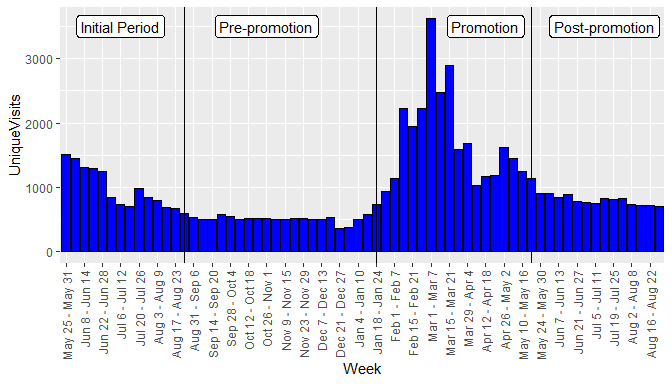 Initial Period
Pre-promotion
Promotion
Post-promotion
UniqueVisits
3000
2000
1000
0
May 25 - May 31
Jun 8 - Jun 14
Jun 22 - Jun 28
Jul 6 - Jul 12
Jul 20 - Jul 26
Aug 3 - Aug 9
Aug 17 - Aug 23
Aug 31 - Sep 6
Sep 14 - Sep 20
Sep 28 - Oct 4
Oct 12 - Oct 18
Oct 26 - Nov 1
Nov 9 - Nov 15
Nov 23 - Nov 29
Dec 7 - Dec 13
Dec 21 - Dec 27
Jan 4 - Jan 10
Jan 18 - Jan 24
Feb 1 - Feb 7
Feb 15 - Feb 21
Mar 1 - Mar 7
Mar 15 - Mar 21
Mar 29 - Apr 4
Apr 12 - Apr 18
Apr 26 - May 2
May 10 - May 16
May 24 - May 30
Jun 7 - Jun 13
Jun 21 - Jun 27
Jul 5 - Jul 11
Jul 19 - Jul 25
Aug 2 - Aug 8
Aug 16 - Aug 22
Week